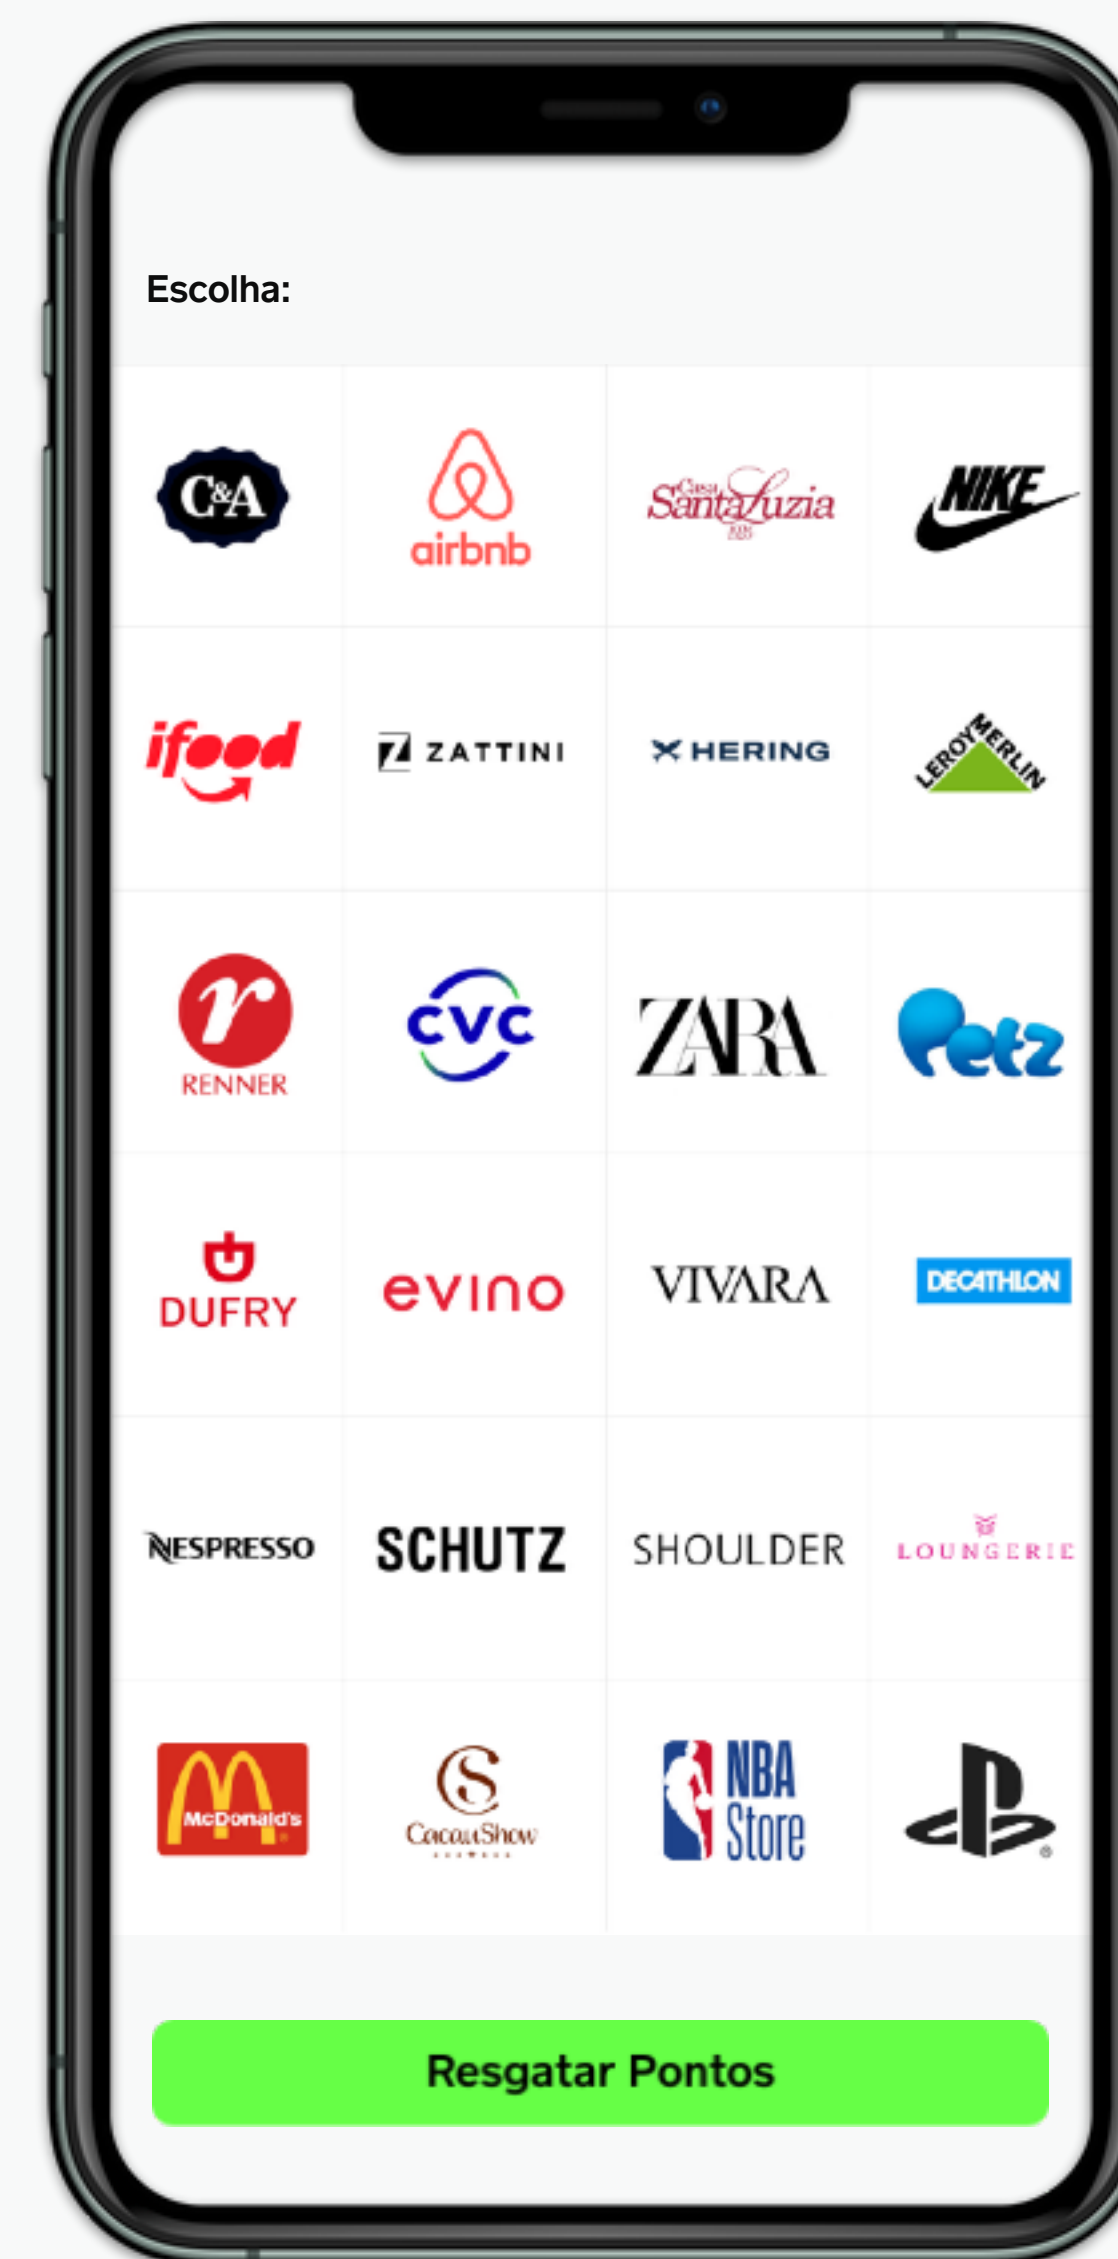 Escolha:
C&A
airbnb
Casa
Santa Luzia
1926
NIKE
ifood
ZATTINI
HERING
LEROY MERLIN
r
RENNER
cvc
ZARA
Petz
DUFRY
evino
VIVARA
DECATHLON
NESPRESSO
SCHUTZ
SHOULDER
LOUNGERIE
McDonald's
CacauShow
NBA
Store
Resgatar Pontos